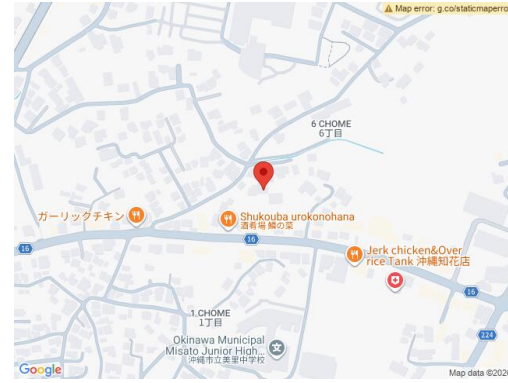 Map error: g.co/staticmaperro
6 CHOME
6丁目
ガーリックチキン
Shukouba urokonohana
酒肴場 鱗の菜
16
16
Jerk chicken&Over
rice Tank 沖縄知花店
16
1 CHOME
1丁目
224
Okinawa Municipal
Misato Junior High...
沖縄市立美里中学校
Google
Map data ©2026